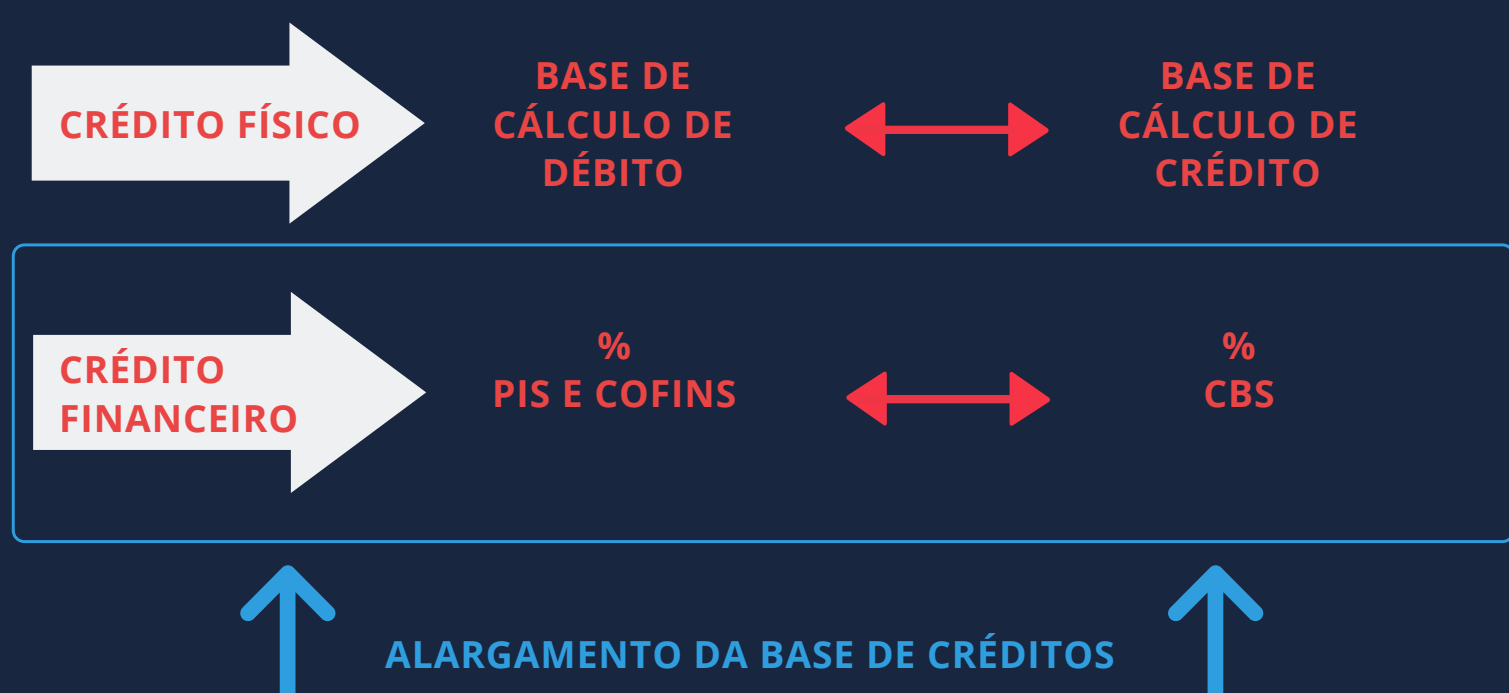 CRÉDITO FÍSICO
BASE DE
CÁLCULO DE
DÉBITO
BASE DE
CÁLCULO DE
CRÉDITO
CRÉDITO
FINANCEIRO
%
PIS E COFINS
%
CBS
ALARGAMENTO DA BASE DE CRÉDITOS